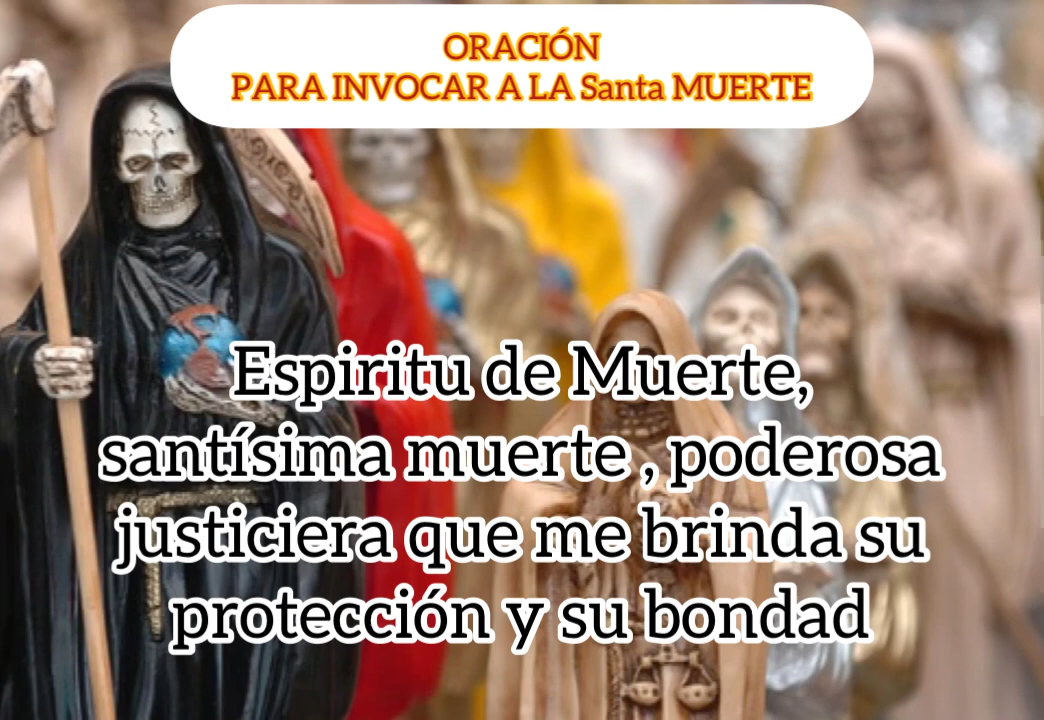 ORACIÓN
PARA INVOCAR A LA Santa MUERTE
Espiritu de Muerte,
santísima muerte , poderosa
justiciera que me brinda su
protección y su bondad